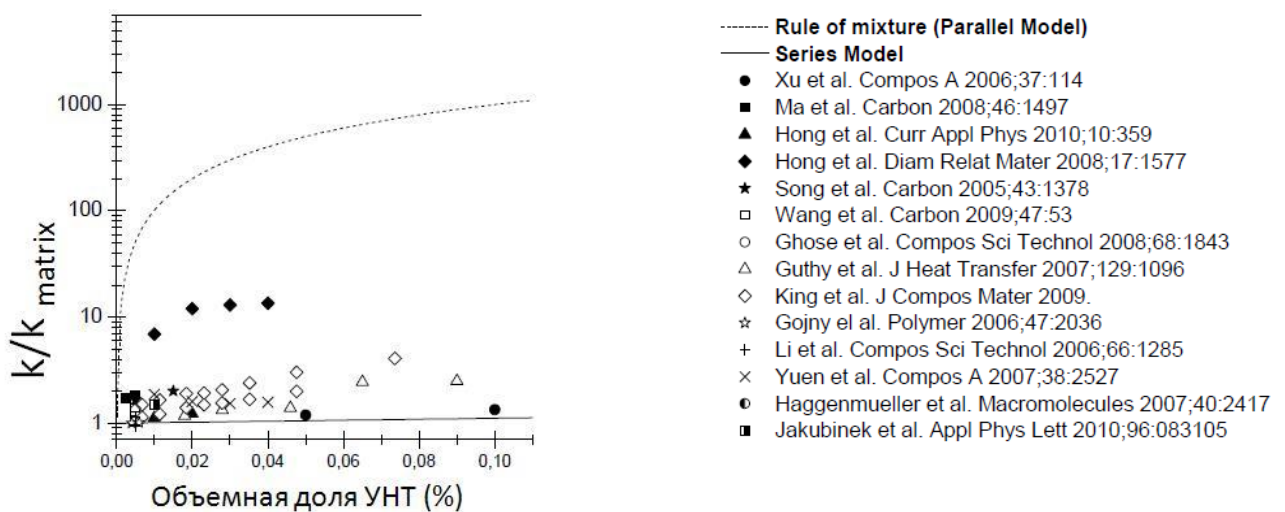 k/k matrix
1000
100
10
1
0,00 0,02 0,04 0,06 0,08 0,10
Объемная доля УНТ (%)
Rule of mixture (Parallel Model)
Series Model
Xu et al. Compos A 2006;37:114
Ma et al. Carbon 2008;46:1497
Hong et al. Curr Appl Phys 2010;10:359
Hong et al. Diam Relat Mater 2008;17:1577
Song et al. Carbon 2005;43:1378
Wang et al. Carbon 2009;47:53
Ghose et al. Compos Sci Technol 2008;68:1843
Guthy et al. J Heat Transfer 2007;129:1096
King et al. J Compos Mater 2009.
Gojny el al. Polymer 2006;47:2036
Li et al. Compos Sci Technol 2006;66:1285
Yuen et al. Compos A 2007;38:2527
Haggenmueller et al. Macromolecules 2007;40:2417
Jakubinek et al. Appl Phys Lett 2010;96:083105